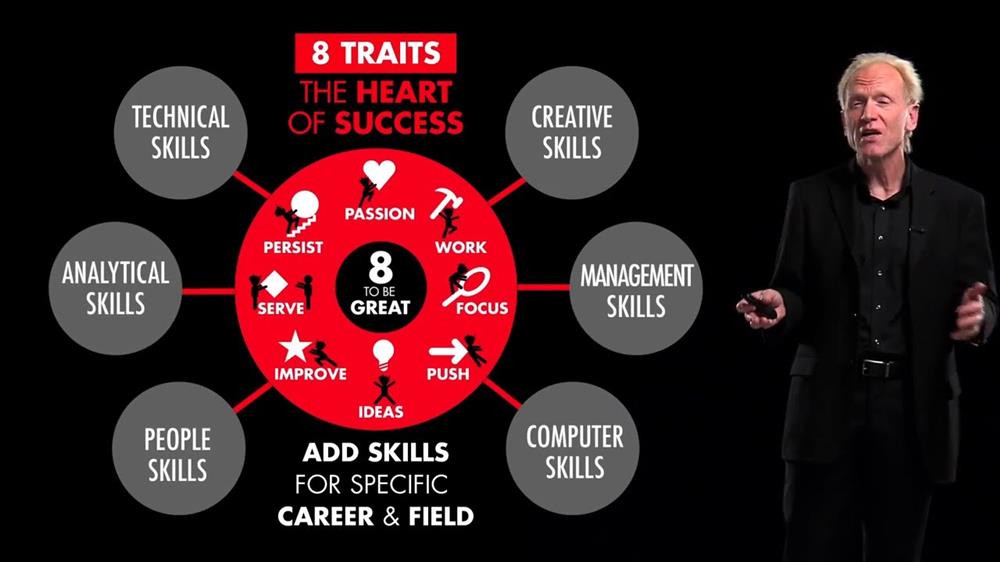 8 TRAITS
THE HEART
OF SUCCESS
TECHNICAL
SKILLS
CREATIVE
SKILLS
ANALYTICAL
SKILLS
MANAGEMENT
SKILLS
PEOPLE
SKILLS
COMPUTER
SKILLS
PASSION
WORK
FOCUS
PUSH
IDEAS
IMPROVE
SERVE
PERSIST
8
TO BE
GREAT
ADD SKILLS
FOR SPECIFIC
CAREER & FIELD